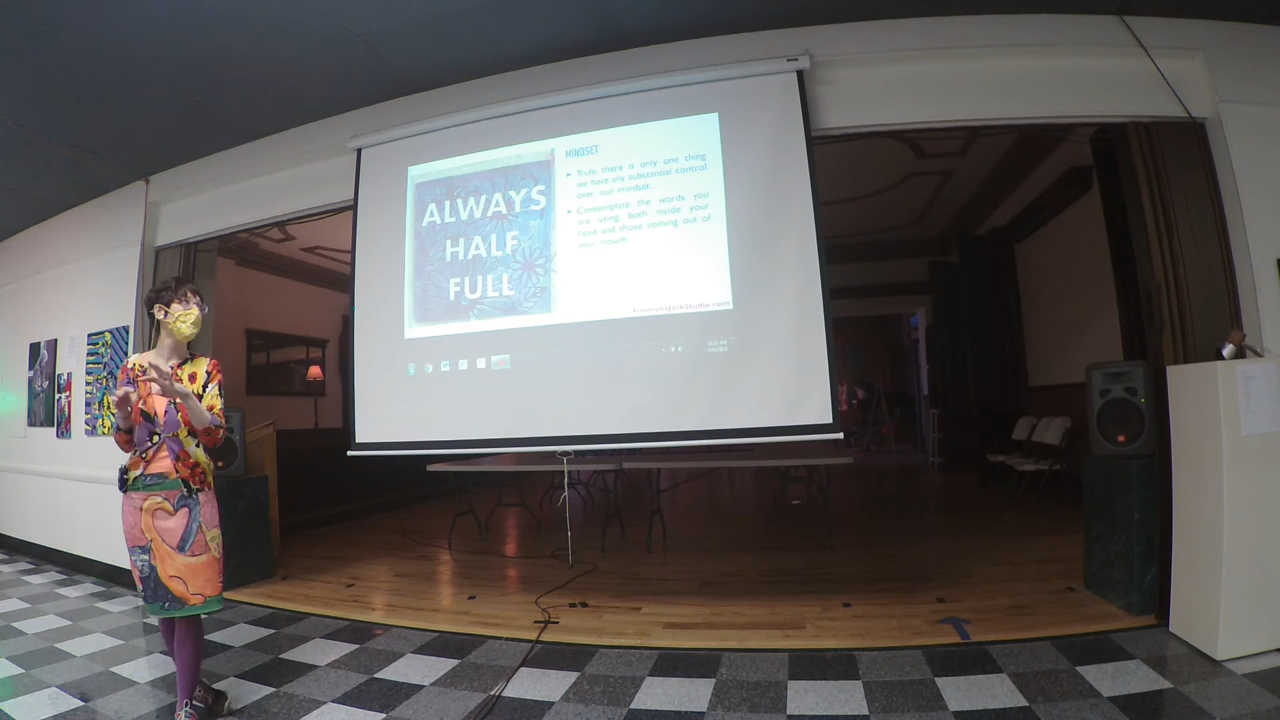 ALWAYS
HALF
FULL
MINDSET
➤ Truly, there is only one thing
we have any substantial control
over: our mindset.
➤ Contemplate the words you
are using both inside your
head and those coming out of
your mouth.